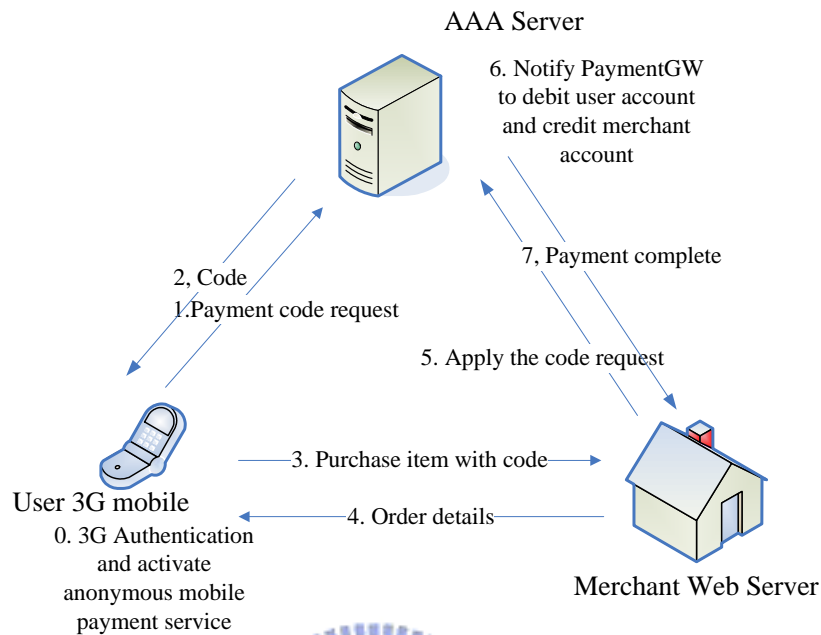 AAA Server
6. Notify PaymentGW
to debit user account
and credit merchant
account
2, Code
1.Payment code request
7, Payment complete
5. Apply the code request
3. Purchase item with code
4. Order details
User 3G mobile
0. 3G Authentication
and activate
anonymous mobile
payment service
Merchant Web Server